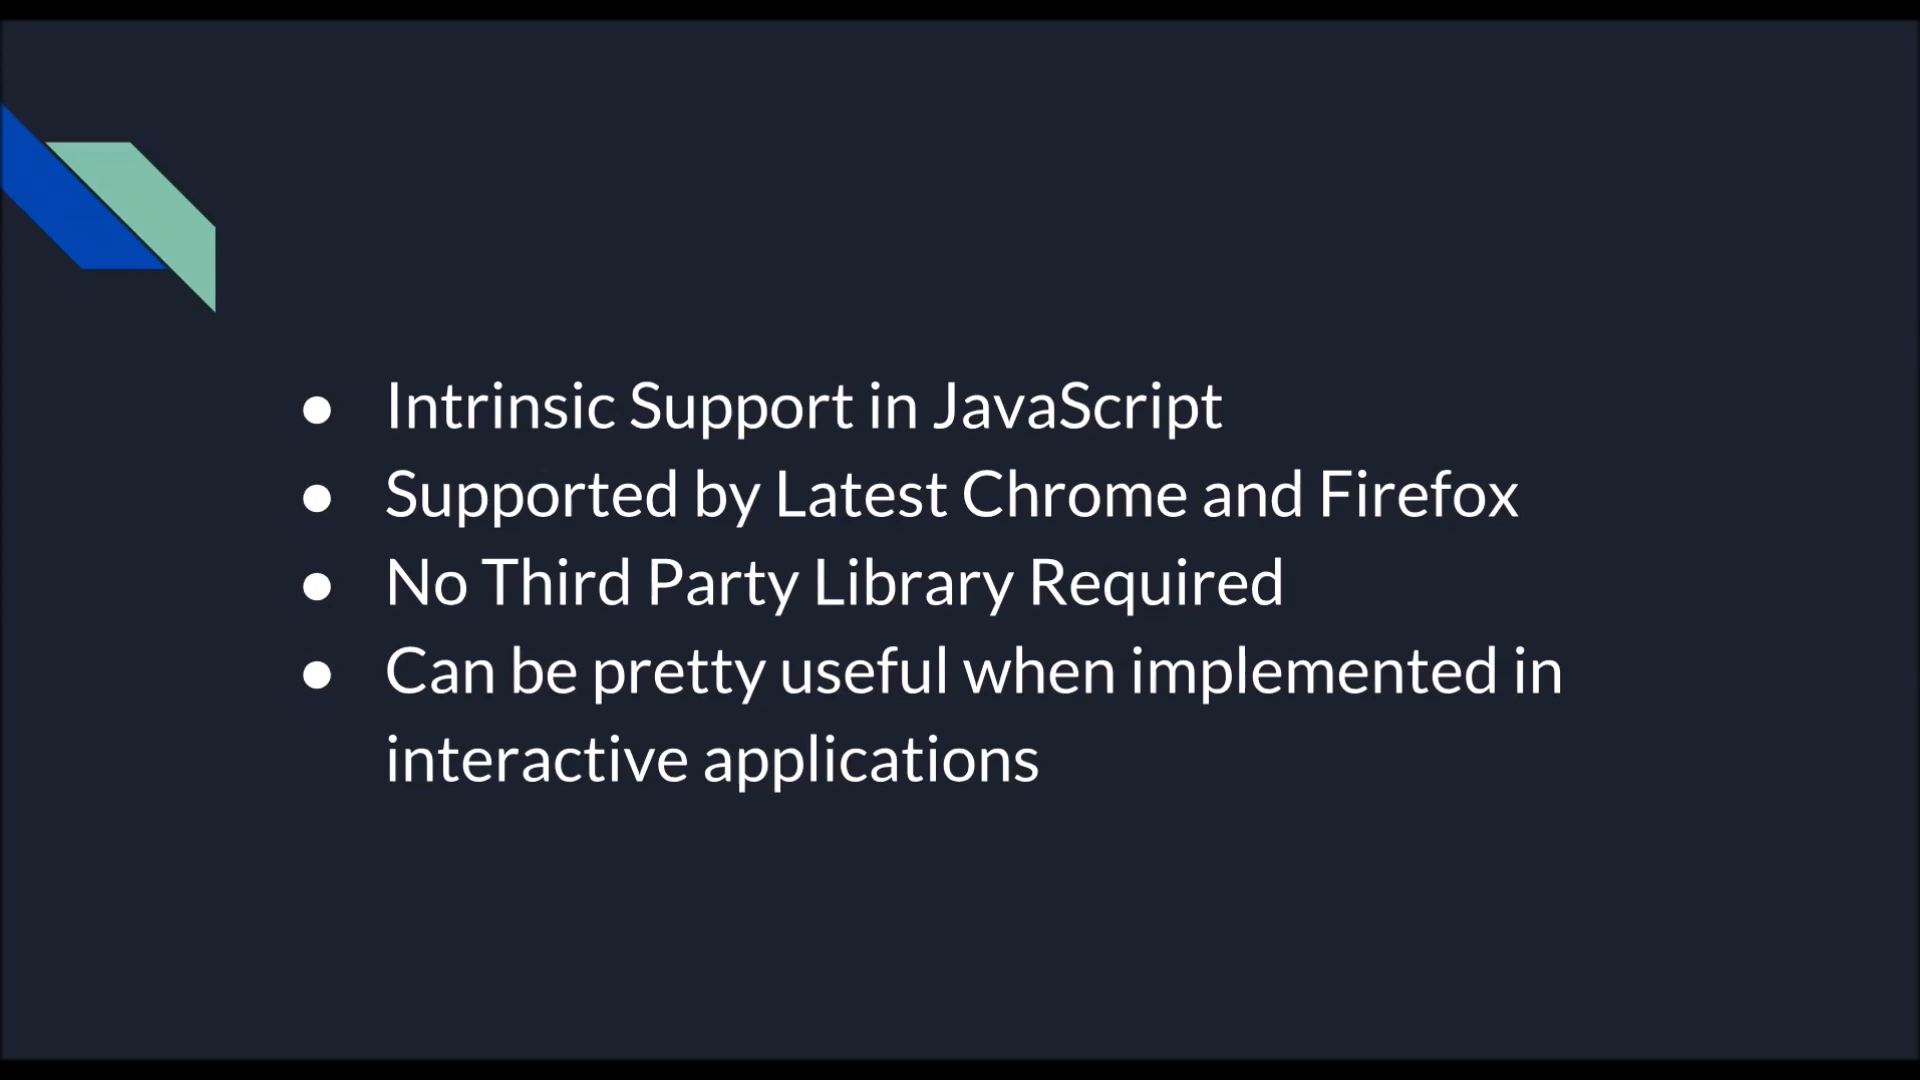 ● Intrinsic Support in JavaScript
● Supported by Latest Chrome and Firefox
● No Third Party Library Required
● Can be pretty useful when implemented in
interactive applications